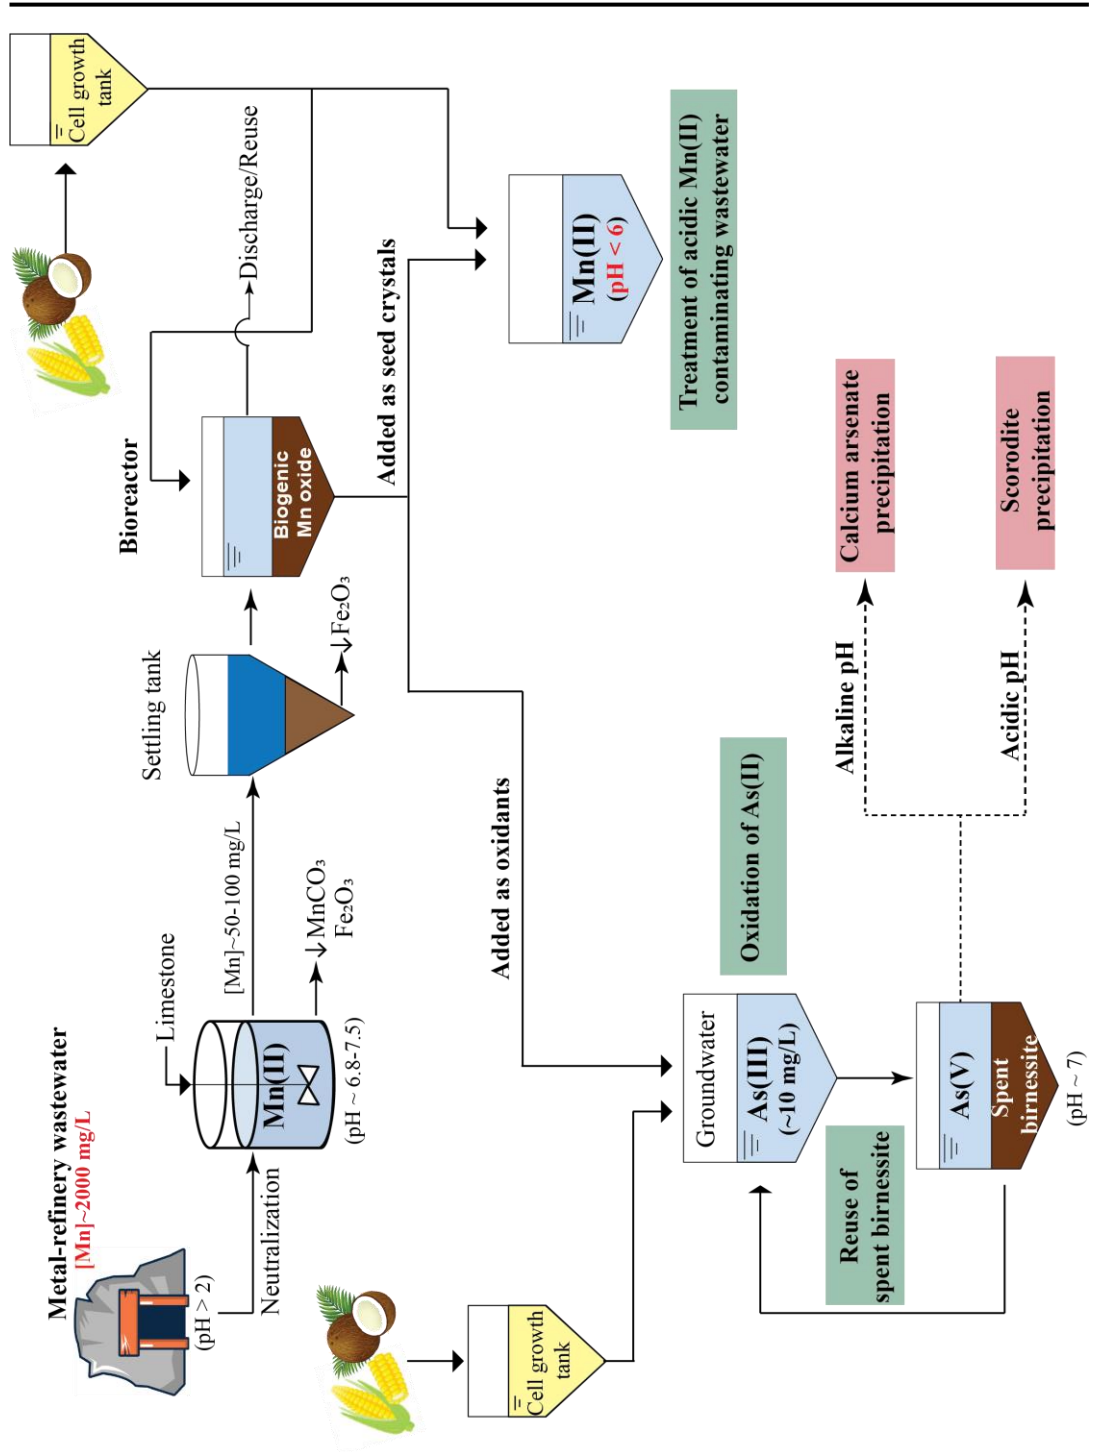 Metal-refinery wastewater
[Mn]~2000 mg/L
(pH > 2)
Neutralization
Limestone
Mn(II)
(pH ~ 6.8-7.5)
[Mn]~50-100 mg/L
↓MnCO₃
Fe₂O₃
Settling tank
↓Fe₂O₃
Bioreactor
Biogenic
Mn oxide
Discharge/Reuse
Cell growth
tank
Added as seed crystals
Mn(II)
(pH < 6)
Treatment of acidic Mn(II)
contaminating wastewater
Added as oxidants
Cell growth
tank
Groundwater
As(III)
(~10 mg/L)
Oxidation of As(II)
Reuse of
spent birnessite
As(V)
Spent
birnessite
(pH ~ 7)
Alkaline pH
Calcium arsenate
precipitation
Acidic pH
Scorodite
precipitation